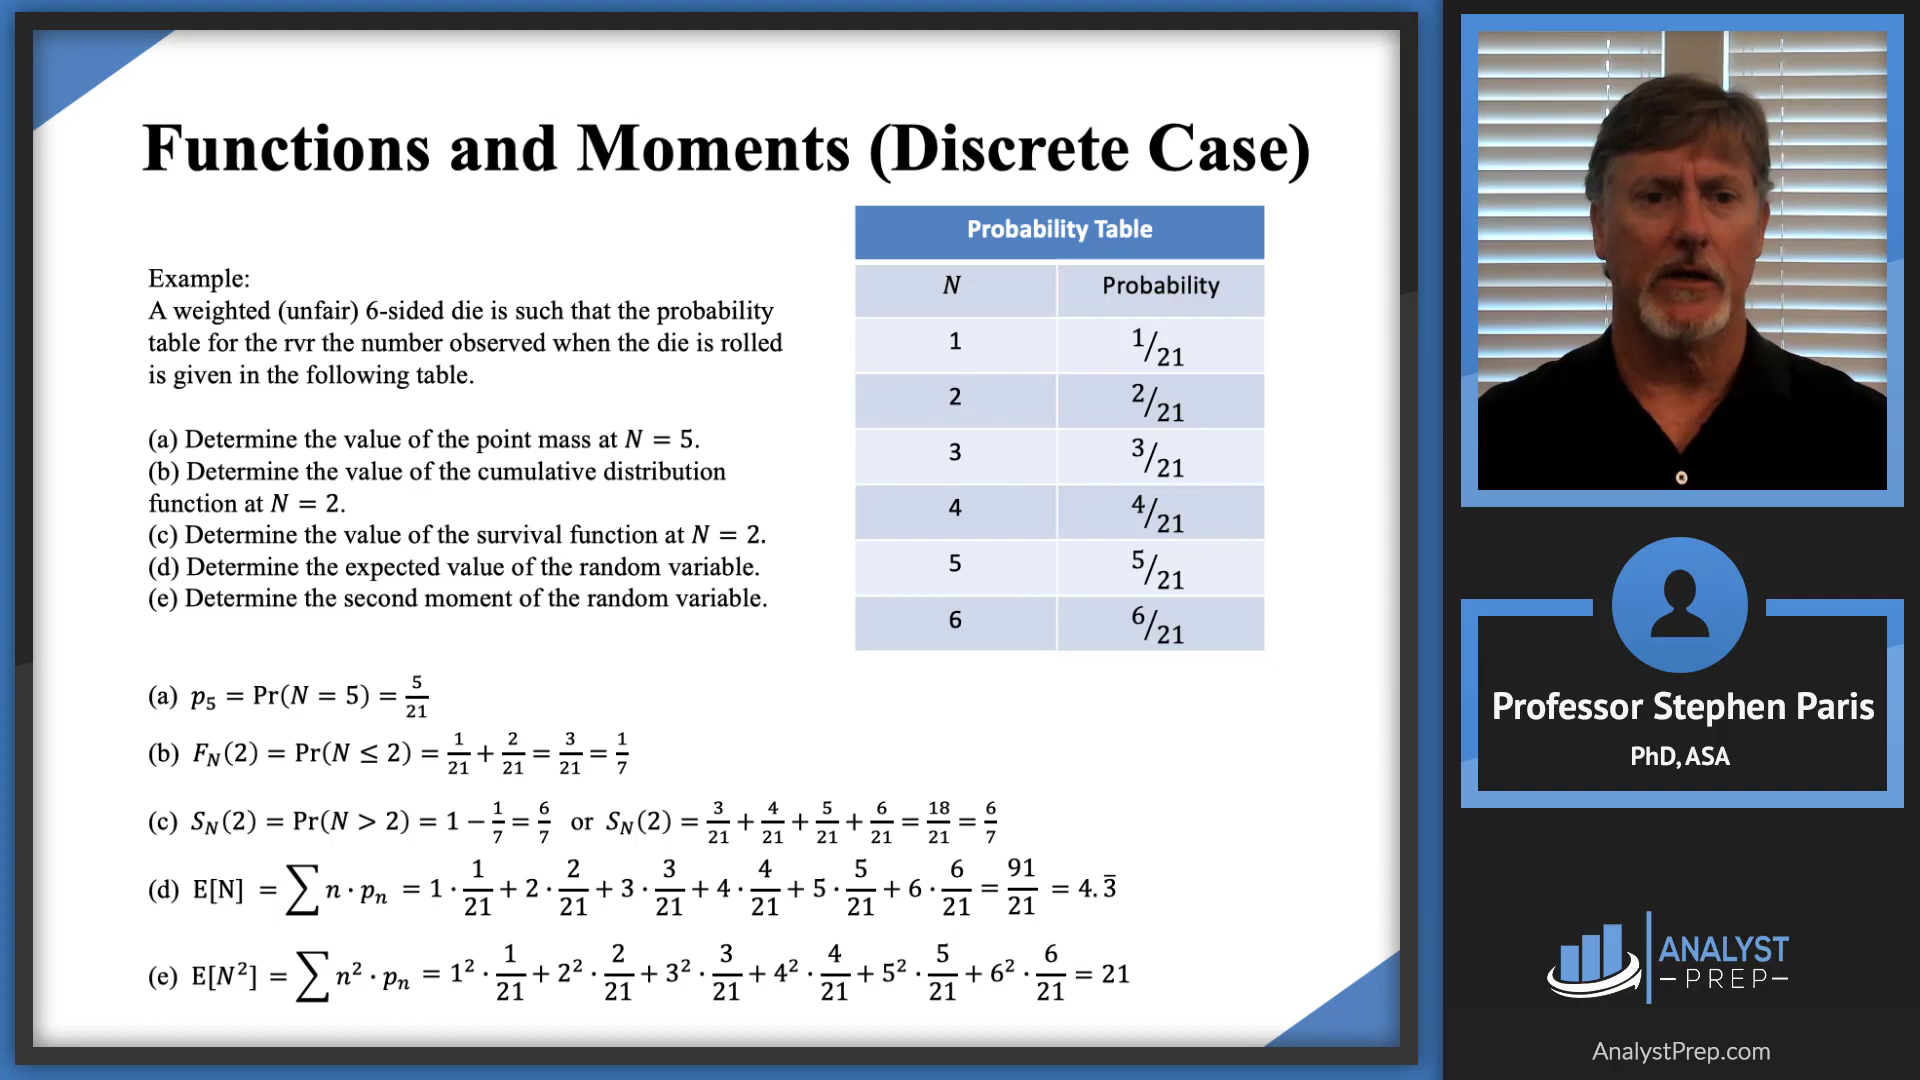 Functions and Moments (Discrete Case)
Example:
A weighted (unfair) 6-sided die is such that the probability
table for the rvr the number observed when the die is rolled
is given in the following table.
(a) Determine the value of the point mass at N = 5.
(b) Determine the value of the cumulative distribution
function at N = 2.
(c) Determine the value of the survival function at N = 2.
(d) Determine the expected value of the random variable.
(e) Determine the second moment of the random variable.
Probability Table
N Probability
1 1/21
2 2/21
3 3/21
4 4/21
5 5/21
6 6/21
(a) p₅ = Pr(N = 5) = 5/21
(b) F_N(2) = Pr(N ≤ 2) = 1/21 + 2/21 = 3/21 = 1/7
(c) S_N(2) = Pr(N > 2) = 1 − 1/7 = 6/7 or S_N(2) = 3/21 + 4/21 + 5/21 + 6/21 = 18/21 = 6/7
(d) E[N] = ∑ n · pₙ = 1 · 1/21 + 2 · 2/21 + 3 · 3/21 + 4 · 4/21 + 5 · 5/21 + 6 · 6/21 = 91/21 = 4.3̅
(e) E[N²] = ∑ n² · pₙ = 1² · 1/21 + 2² · 2/21 + 3² · 3/21 + 4² · 4/21 + 5² · 5/21 + 6² · 6/21 = 21
Professor Stephen Paris
PhD, ASA
ANALYST
PREP
AnalystPrep.com